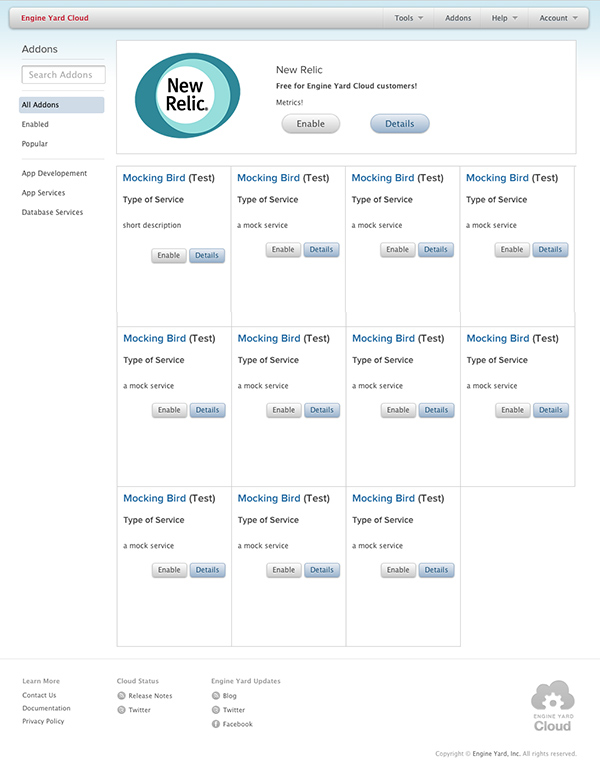 Engine Yard Cloud
Tools Addons Help Account
Addons
Search Addons
All Addons
Enabled
Popular
App Developement
App Services
Database Services
New Relic®
New Relic
Free for Engine Yard Cloud customers!
Metrics!
Enable Details
Mocking Bird (Test)
Type of Service
short description
Enable Details
Mocking Bird (Test)
Type of Service
a mock service
Enable Details
Mocking Bird (Test)
Type of Service
a mock service
Enable Details
Mocking Bird (Test)
Type of Service
a mock service
Enable Details
Mocking Bird (Test)
Type of Service
a mock service
Enable Details
Mocking Bird (Test)
Type of Service
a mock service
Enable Details
Mocking Bird (Test)
Type of Service
a mock service
Enable Details
Mocking Bird (Test)
Type of Service
a mock service
Enable Details
Mocking Bird (Test)
Type of Service
a mock service
Enable Details
Mocking Bird (Test)
Type of Service
a mock service
Enable Details
Mocking Bird (Test)
Type of Service
a mock service
Enable Details
Learn More
Contact Us
Documentation
Privacy Policy
Cloud Status
Release Notes
Twitter
Engine Yard Updates
Blog
Twitter
Facebook
ENGINE YARD
Cloud
Copyright © Engine Yard, Inc. All rights reserved.